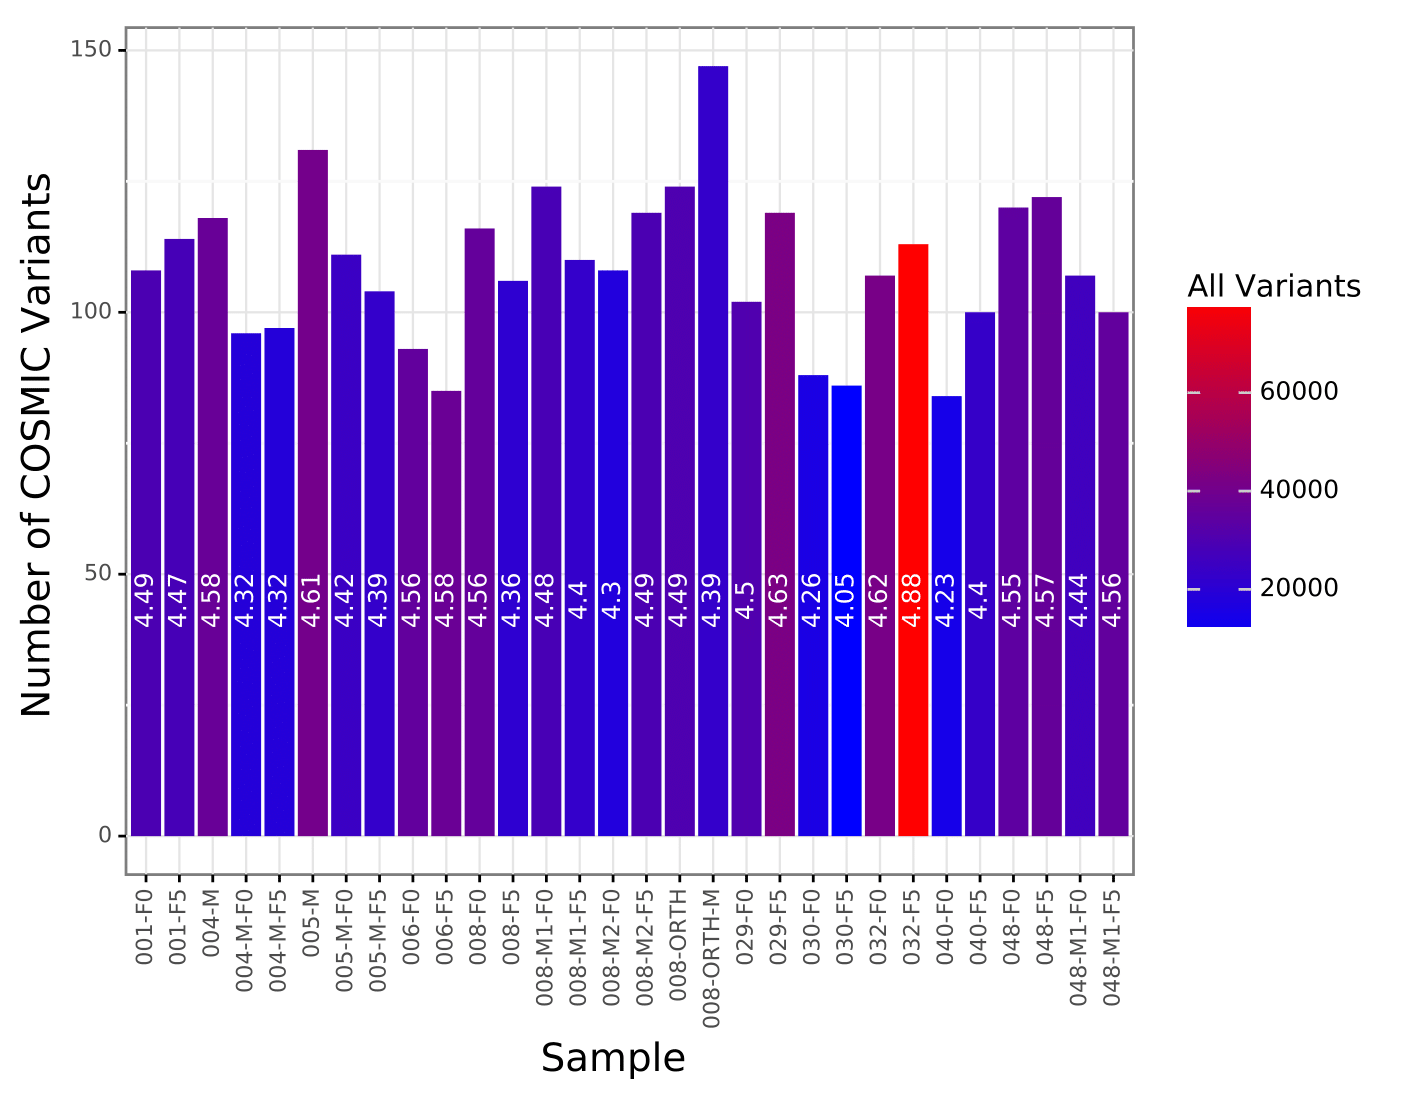 Number of COSMIC Variants
150
100
50
0
4.49
4.47
4.58
4.32
4.32
4.61
4.42
4.39
4.56
4.58
4.56
4.36
4.48
4.4
4.3
4.49
4.49
4.39
4.5
4.63
4.26
4.05
4.62
4.88
4.23
4.4
4.55
4.57
4.44
4.56
001-F0
001-F5
004-M
004-M-F0
004-M-F5
005-M
005-M-F0
005-M-F5
006-F0
006-F5
008-F0
008-F5
008-M1-F0
008-M1-F5
008-M2-F0
008-M2-F5
008-ORTH
008-ORTH-M
029-F0
029-F5
030-F0
030-F5
032-F0
032-F5
040-F0
040-F5
048-F0
048-F5
048-M1-F0
048-M1-F5
Sample
All Variants
60000
40000
20000